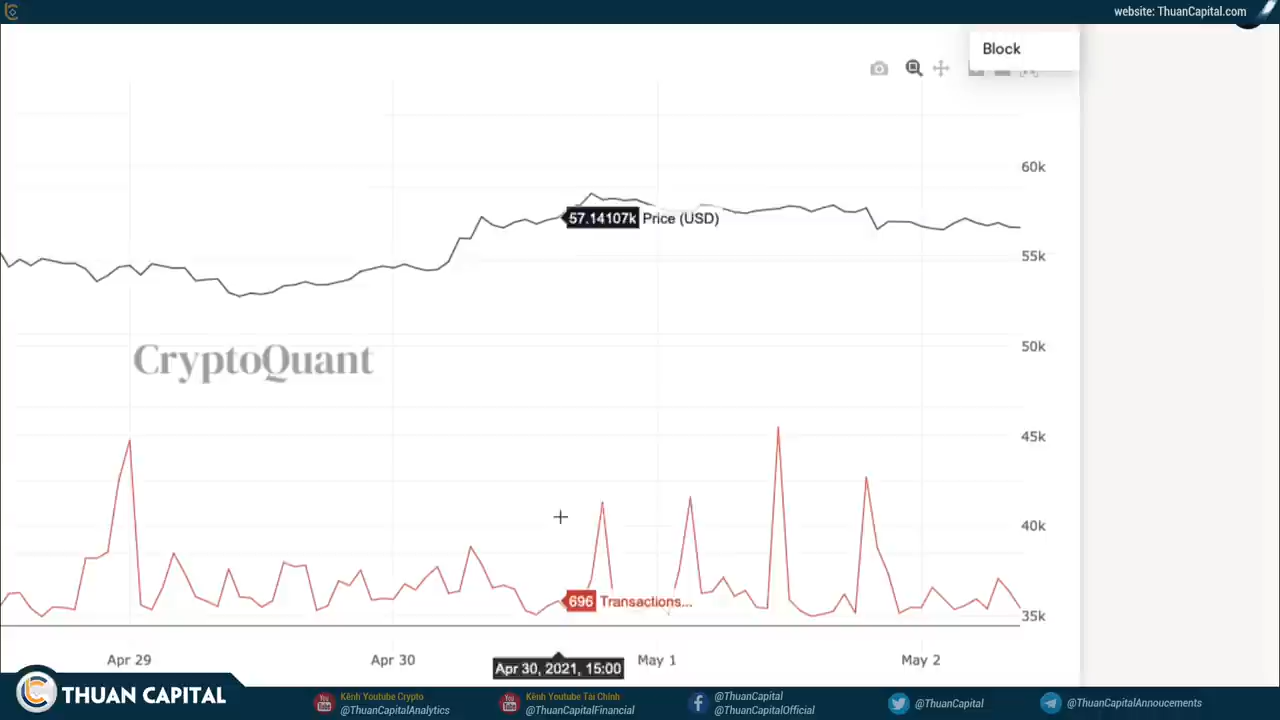 website: ThuanCapital.com
Block
60k
57.14107k Price (USD)
55k
CryptoQuant
50k
45k
40k
696 Transactions...
35k
Apr 29
Apr 30
Apr 30, 2021, 15:00
May 1
May 2
THUAN CAPITAL
Kênh Youtube Crypto
@ThuanCapitalAnalytics
Kênh Youtube Tài Chính
@ThuanCapitalFinancial
@ThuanCapital
@ThuanCapitalOfficial
@ThuanCapital
@ThuanCapitalAnnoucements